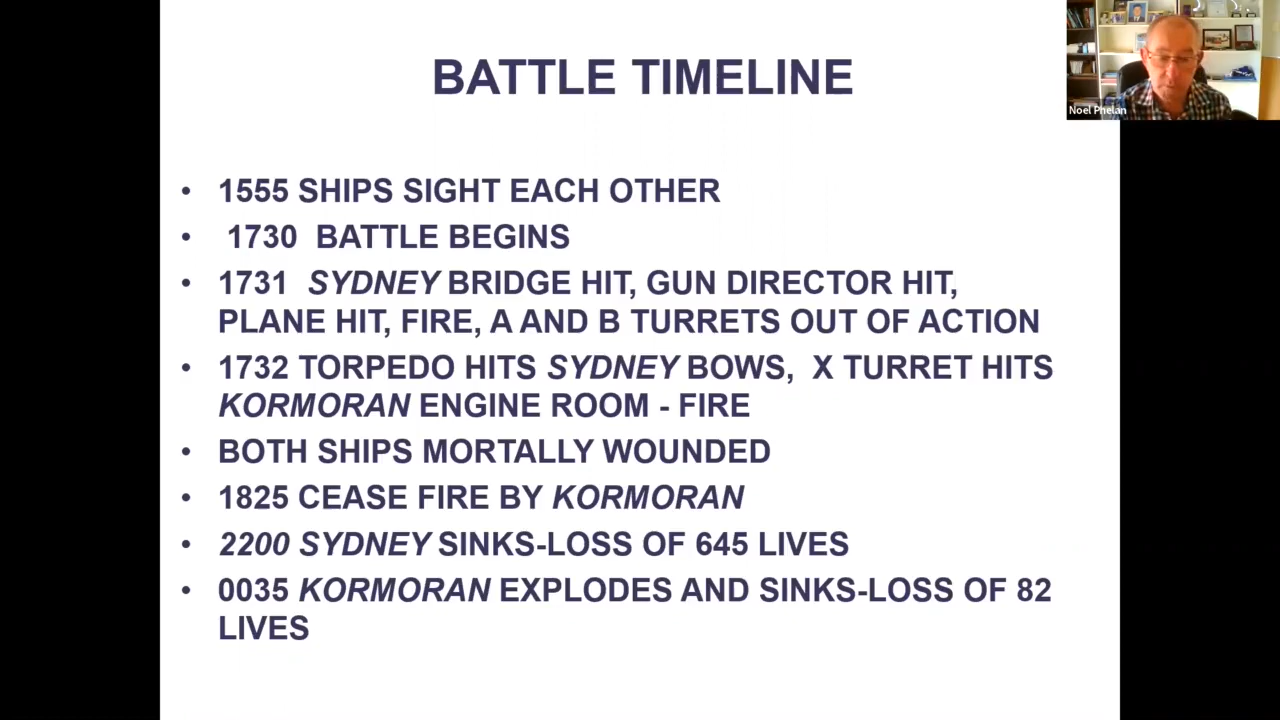 BATTLE TIMELINE
Noel Phelan
• 1555 SHIPS SIGHT EACH OTHER
• 1730 BATTLE BEGINS
• 1731 SYDNEY BRIDGE HIT, GUN DIRECTOR HIT,
PLANE HIT, FIRE, A AND B TURRETS OUT OF ACTION
• 1732 TORPEDO HITS SYDNEY BOWS, X TURRET HITS
KORMORAN ENGINE ROOM - FIRE
• BOTH SHIPS MORTALLY WOUNDED
• 1825 CEASE FIRE BY KORMORAN
• 2200 SYDNEY SINKS-LOSS OF 645 LIVES
• 0035 KORMORAN EXPLODES AND SINKS-LOSS OF 82
LIVES